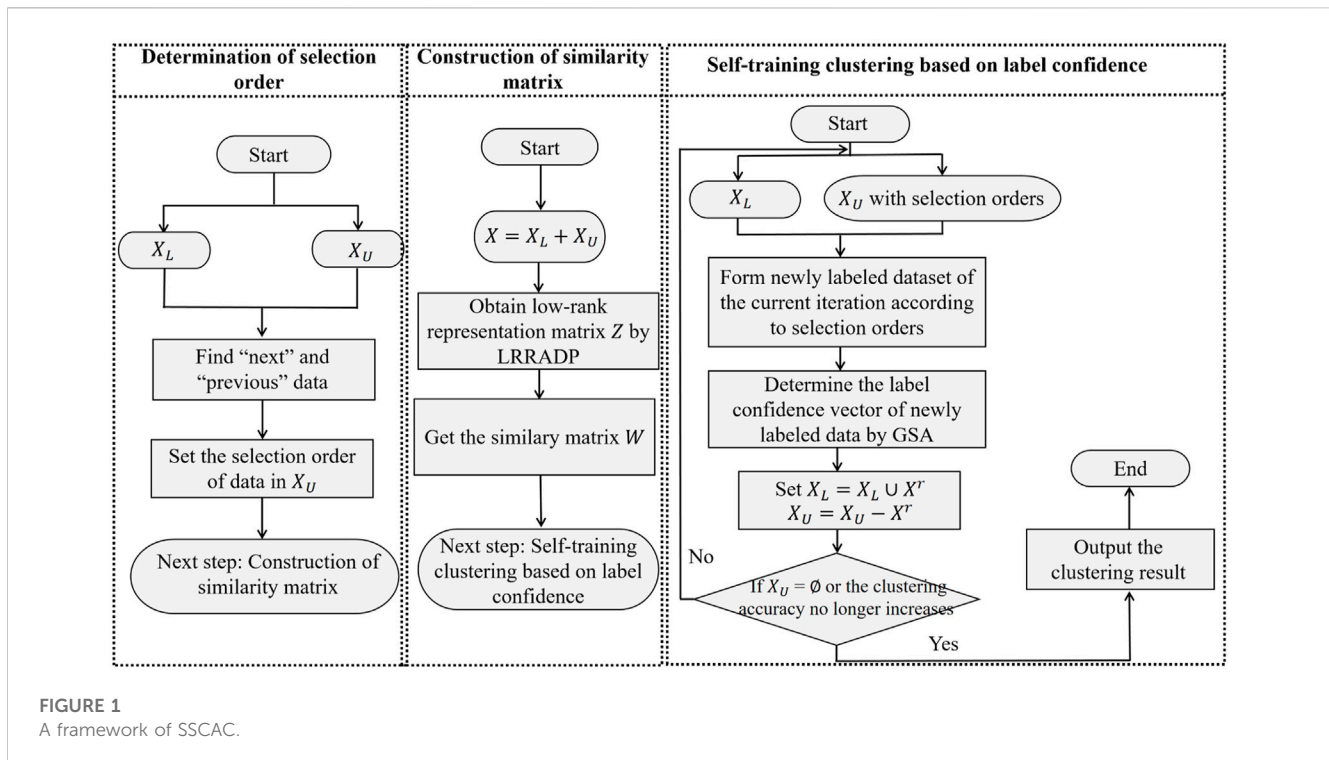 Determination of selection
order
Start
X_L
X_U
Find “next” and
“previous” data
Set the selection order
of data in X_U
Next step: Construction of
similarity matrix
Construction of similarity
matrix
Start
X = X_L + X_U
Obtain low-rank
representation matrix Z by
LRRADP
Get the similary matrix W
Next step: Self-training
clustering based on label
confidence
Self-training clustering based on label confidence
Start
X_L
X_U with selection orders
Form newly labeled dataset of
the current iteration according
to selection orders
Determine the label
confidence vector of newly
labeled data by GSA
Set X_L = X_L ∪ X^r
X_U = X_U − X^r
If X_U = ∅ or the clustering
accuracy no longer increases
No
Yes
Output the
clustering result
End
FIGURE 1
A framework of SSCAC.